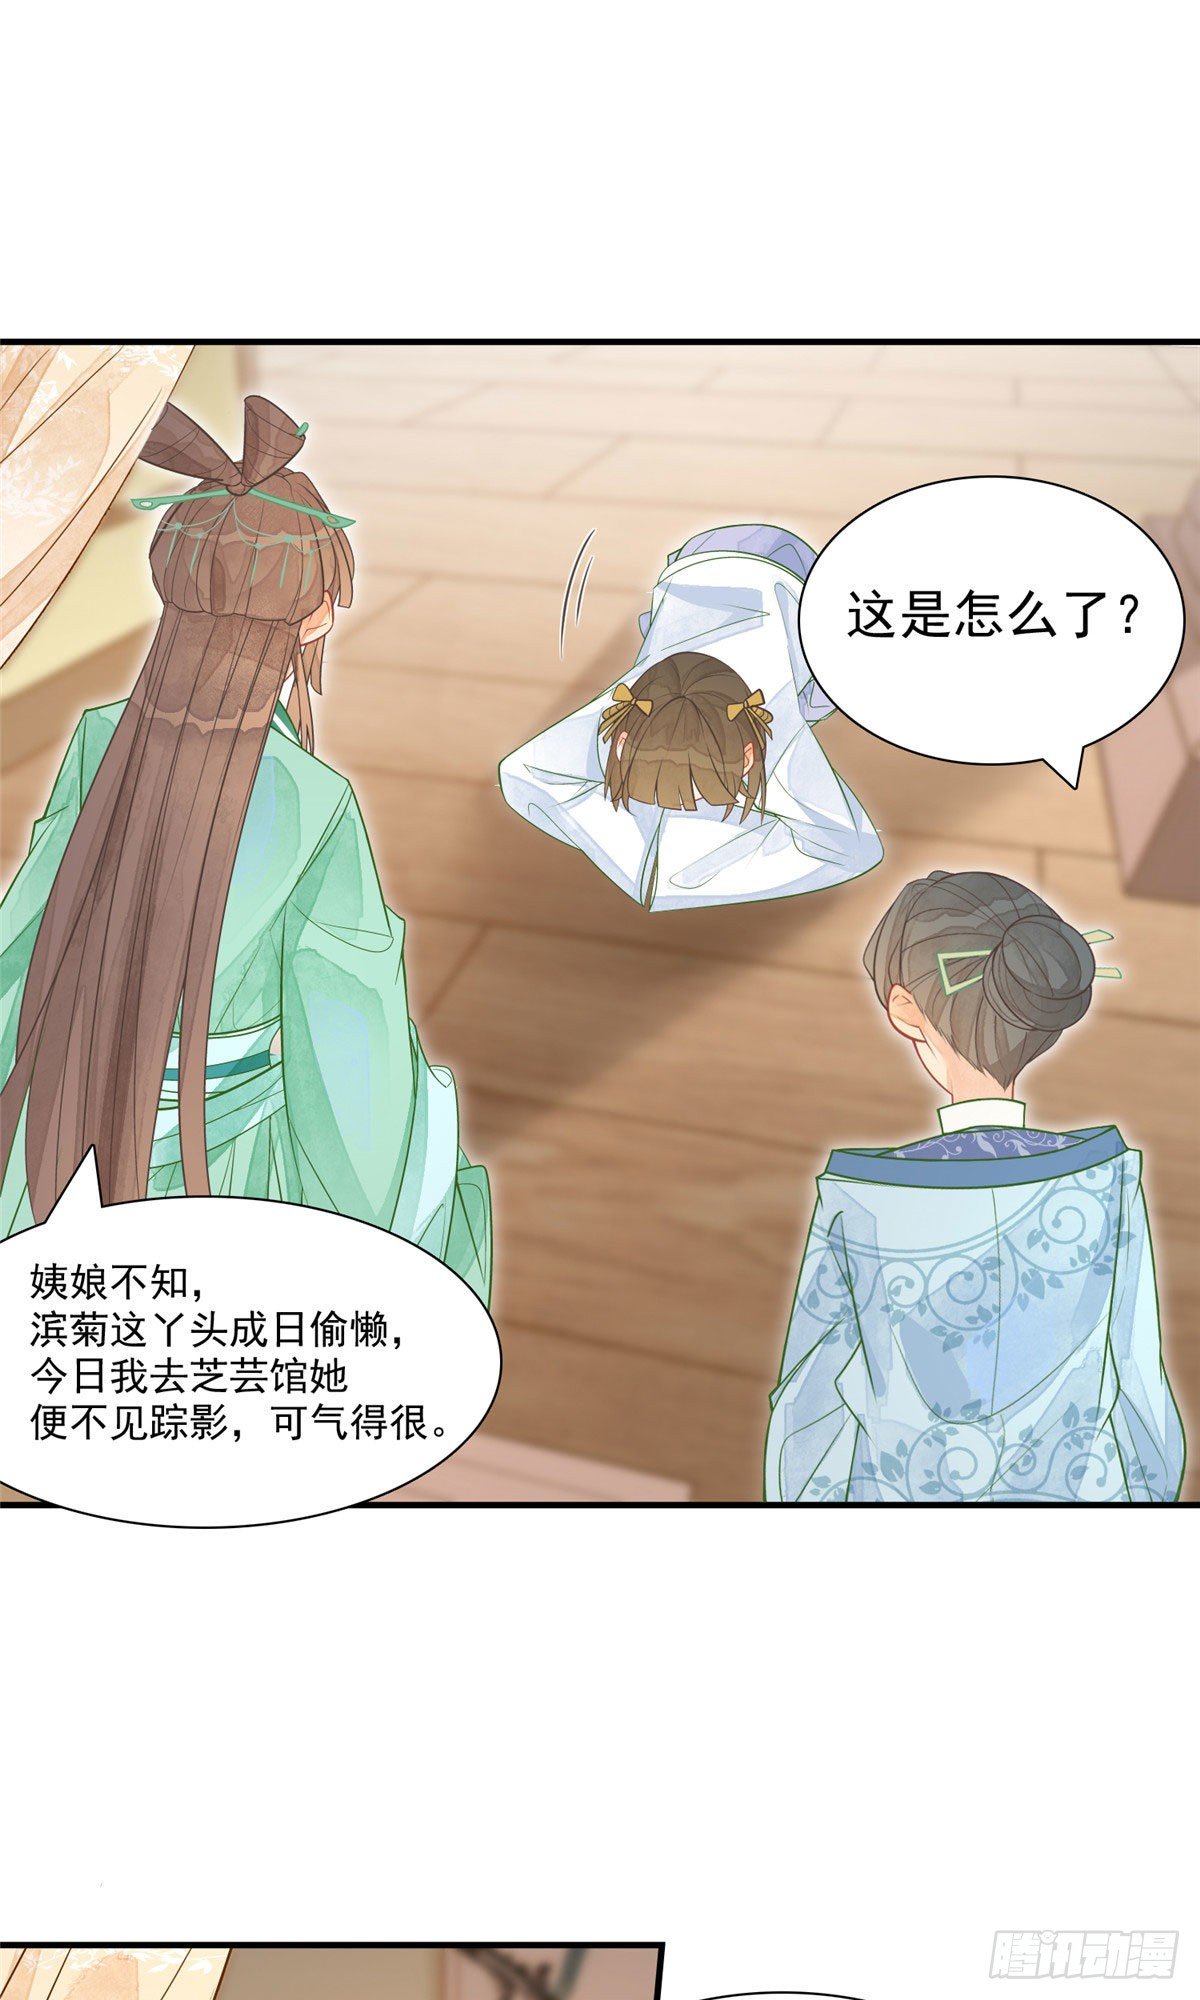 这是怎么了？
姨娘不知，
滨菊这丫头成日偷懒，
今日我去芝芸馆她
便不见踪影，可气得很。
腾讯动漫